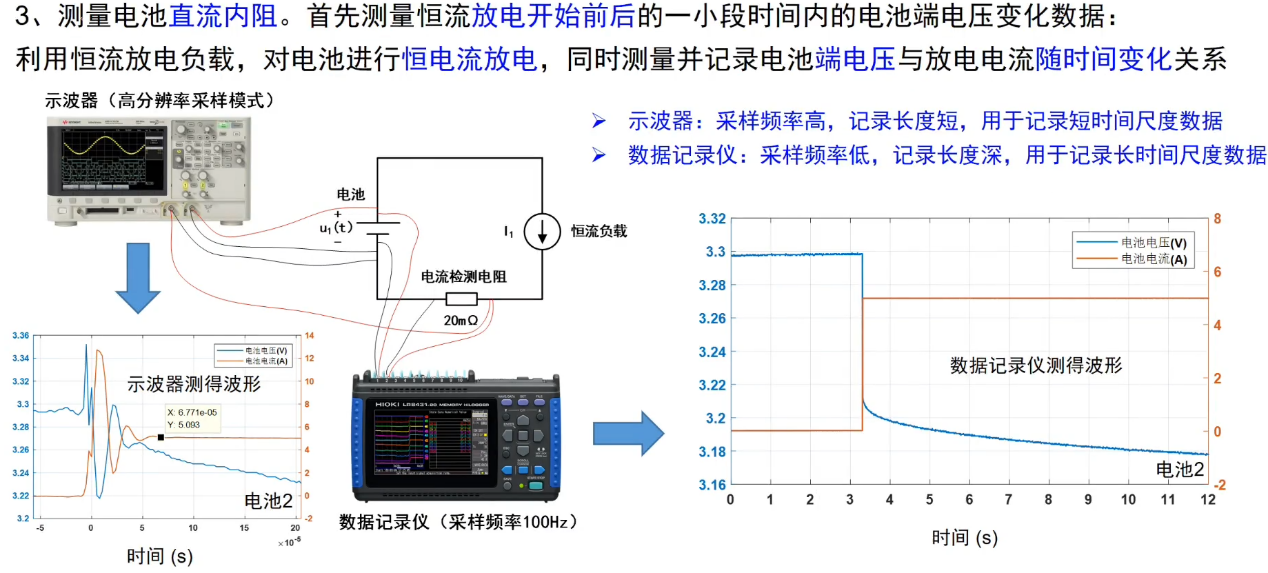 3、测量电池直流内阻。首先测量恒流放电开始前后的一小段时间内的电池端电压变化数据：
利用恒流放电负载，对电池进行恒电流放电，同时测量并记录电池端电压与放电电流随时间变化关系
示波器（高分辨率采样模式）
➢ 示波器：采样频率高，记录长度短，用于记录短时间尺度数据
➢ 数据记录仪：采样频率低，记录长度深，用于记录长时间尺度数据
电池
+
u₁(t)
−
I₁
恒流负载
电流检测电阻
20mΩ
3.36
3.34
3.32
3.3
3.28
3.26
3.24
3.22
3.2
14
12
10
8
6
4
2
0
-2
电池电压(V)
电池电流(A)
示波器测得波形
X: 6.771e-05
Y: 5.093
电池2
-5 0 5 10 15 20
×10⁻⁵
时间 (s)
HIOKI LR8431-20 MEMORY HiLOGGER
数据记录仪（采样频率100Hz）
3.32
3.3
3.28
3.26
3.24
3.22
3.2
3.18
3.16
8
6
4
2
0
-2
电池电压(V)
电池电流(A)
数据记录仪测得波形
电池2
0 1 2 3 4 5 6 7 8 9 10 11 12
时间 (s)